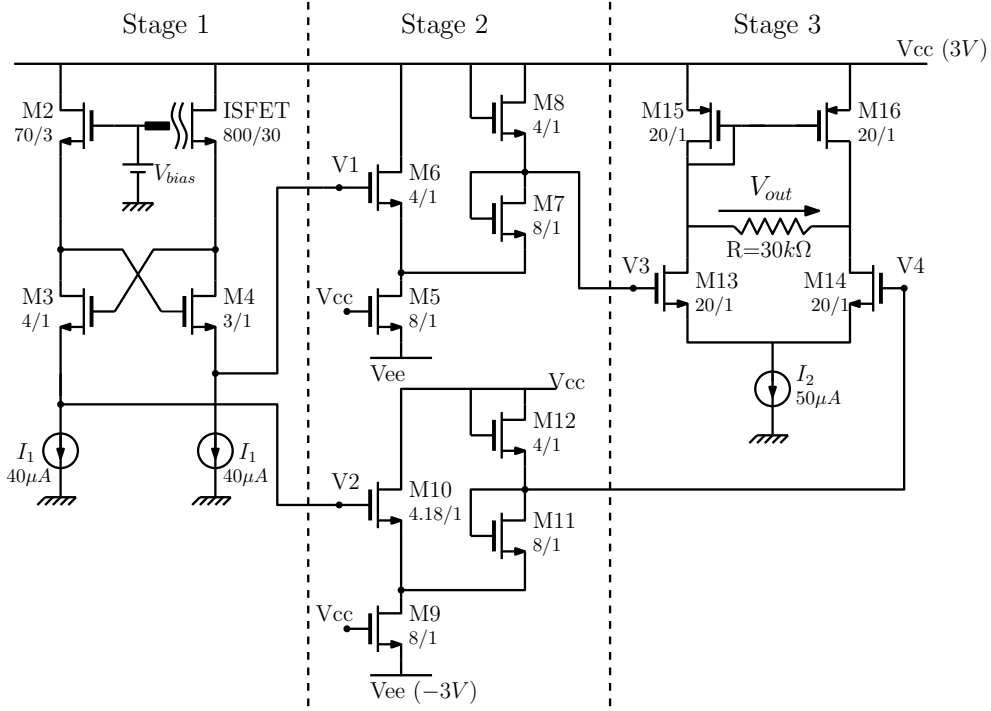 Stage 1
Stage 2
Stage 3
Vcc (3V)
M2
70/3
ISFET
800/30
V_bias
M3
4/1
M4
3/1
I_1
40μA
I_1
40μA
V1
M6
4/1
M8
4/1
M7
8/1
Vcc
M5
8/1
Vee
Vcc
M12
4/1
V2
M10
4.18/1
M11
8/1
Vcc
M9
8/1
Vee (−3V)
M15
20/1
M16
20/1
V_out
R=30kΩ
V3
M13
20/1
M14
20/1
V4
I_2
50μA